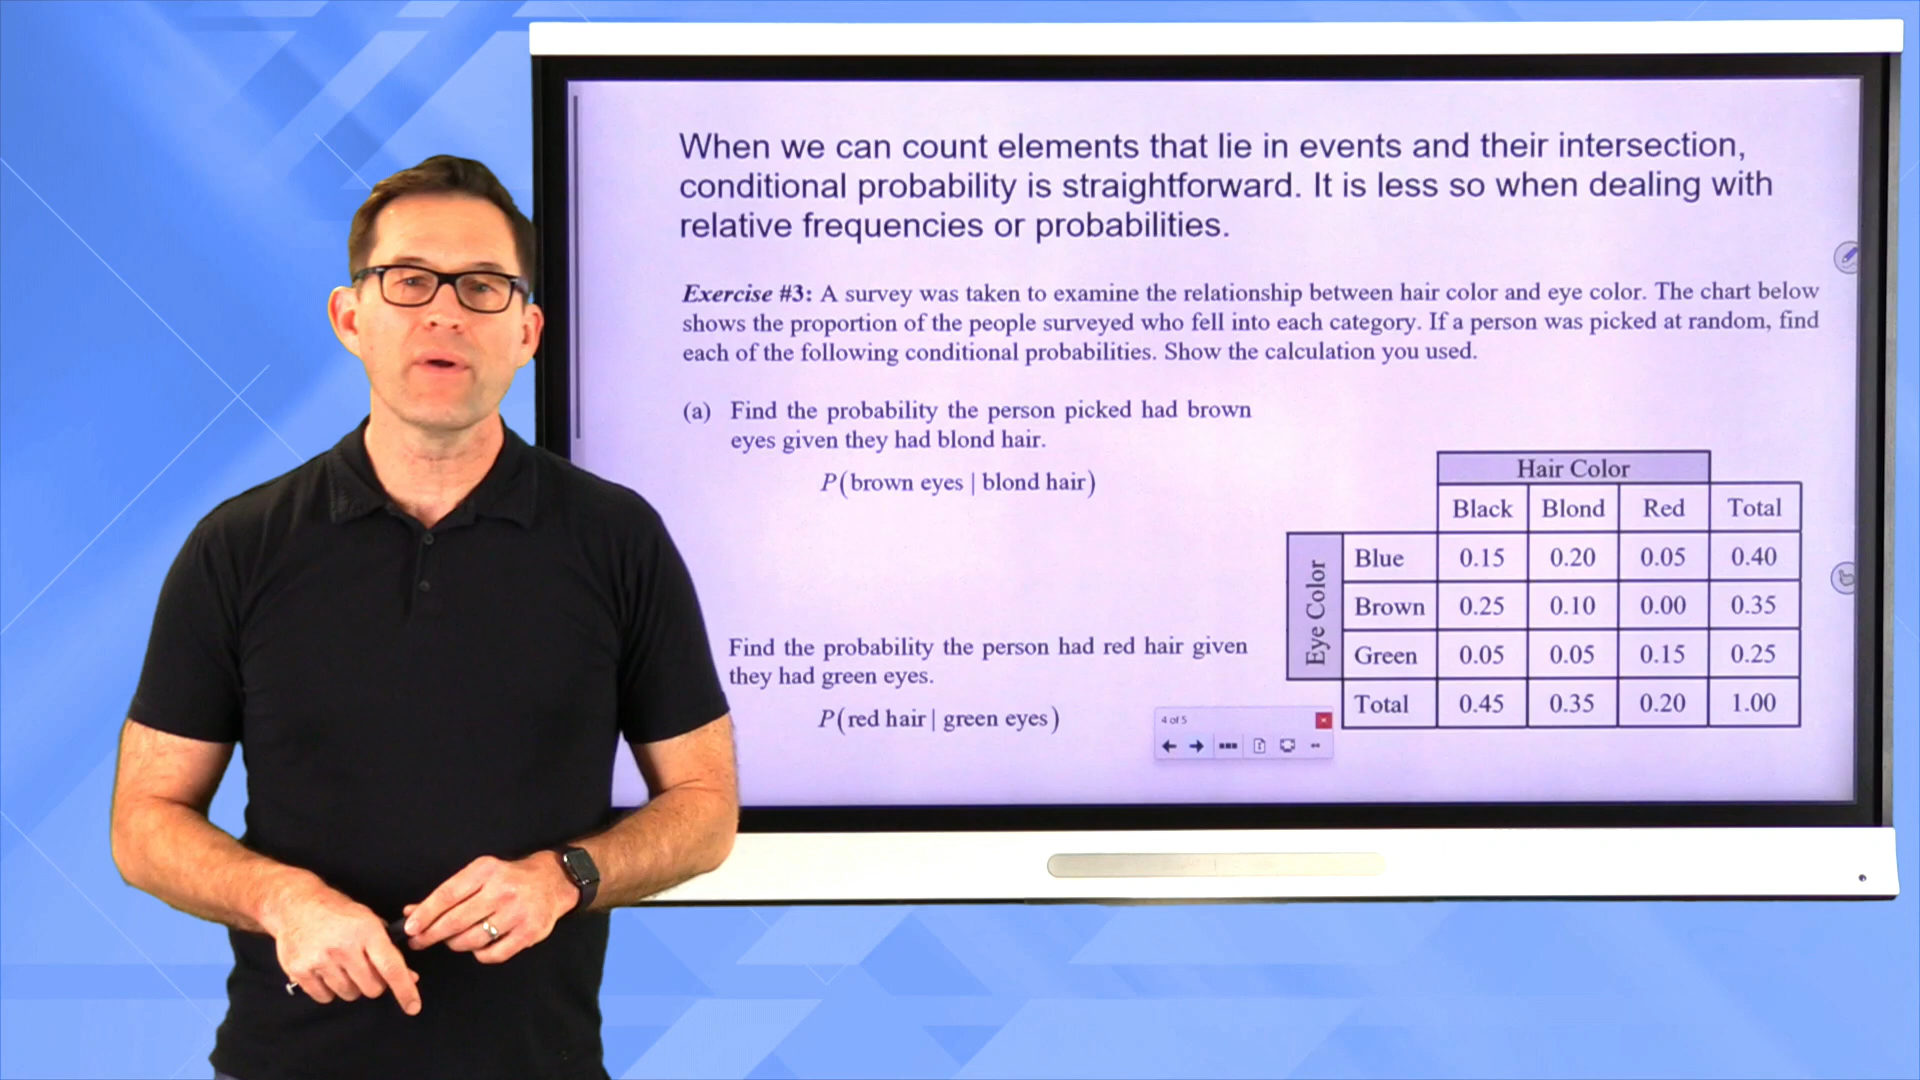 When we can count elements that lie in events and their intersection,
conditional probability is straightforward. It is less so when dealing with
relative frequencies or probabilities.
Exercise #3: A survey was taken to examine the relationship between hair color and eye color. The chart below
shows the proportion of the people surveyed who fell into each category. If a person was picked at random, find
each of the following conditional probabilities. Show the calculation you used.
(a) Find the probability the person picked had brown
eyes given they had blond hair.
P(brown eyes | blond hair)
Find the probability the person had red hair given
they had green eyes.
P(red hair | green eyes)
Hair Color
Black Blond Red Total
Eye Color
Blue 0.15 0.20 0.05 0.40
Brown 0.25 0.10 0.00 0.35
Green 0.05 0.05 0.15 0.25
Total 0.45 0.35 0.20 1.00
4 of 5